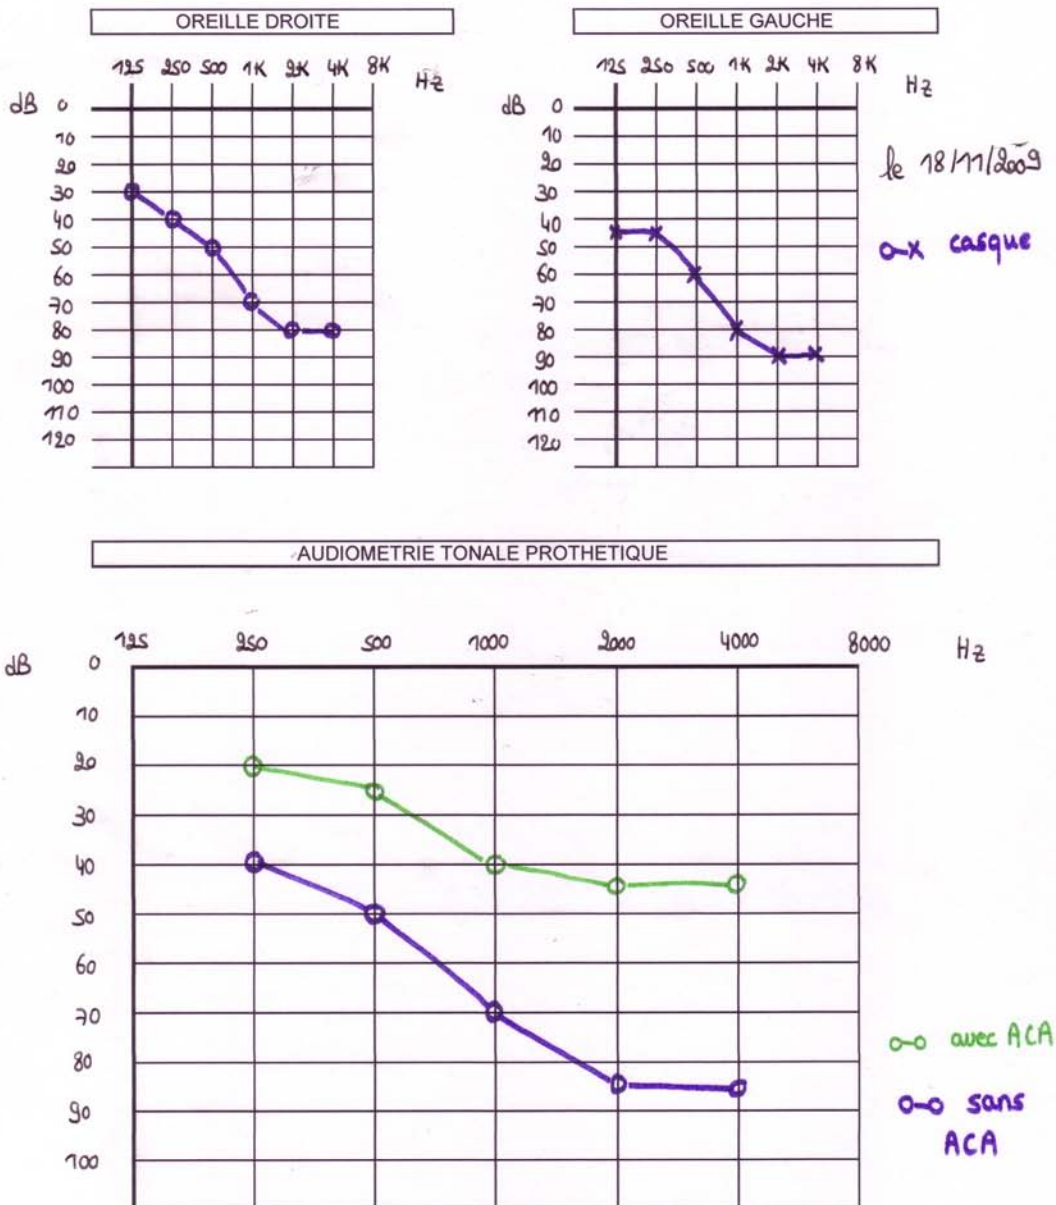 OREILLE DROITE
125 250 500 1K 2K 4K 8K Hz
dB 0
10
20
30
40
50
60
70
80
90
100
110
120
OREILLE GAUCHE
125 250 500 1K 2K 4K 8K Hz
dB 0
10
20
30
40
50
60
70
80
90
100
110
120
le 18/11/2009
o-x casque
AUDIOMETRIE TONALE PROTHETIQUE
125 250 500 1000 2000 4000 8000 Hz
dB 0
10
20
30
40
50
60
70
80
90
100
o-o avec ACA
o-o sans
ACA